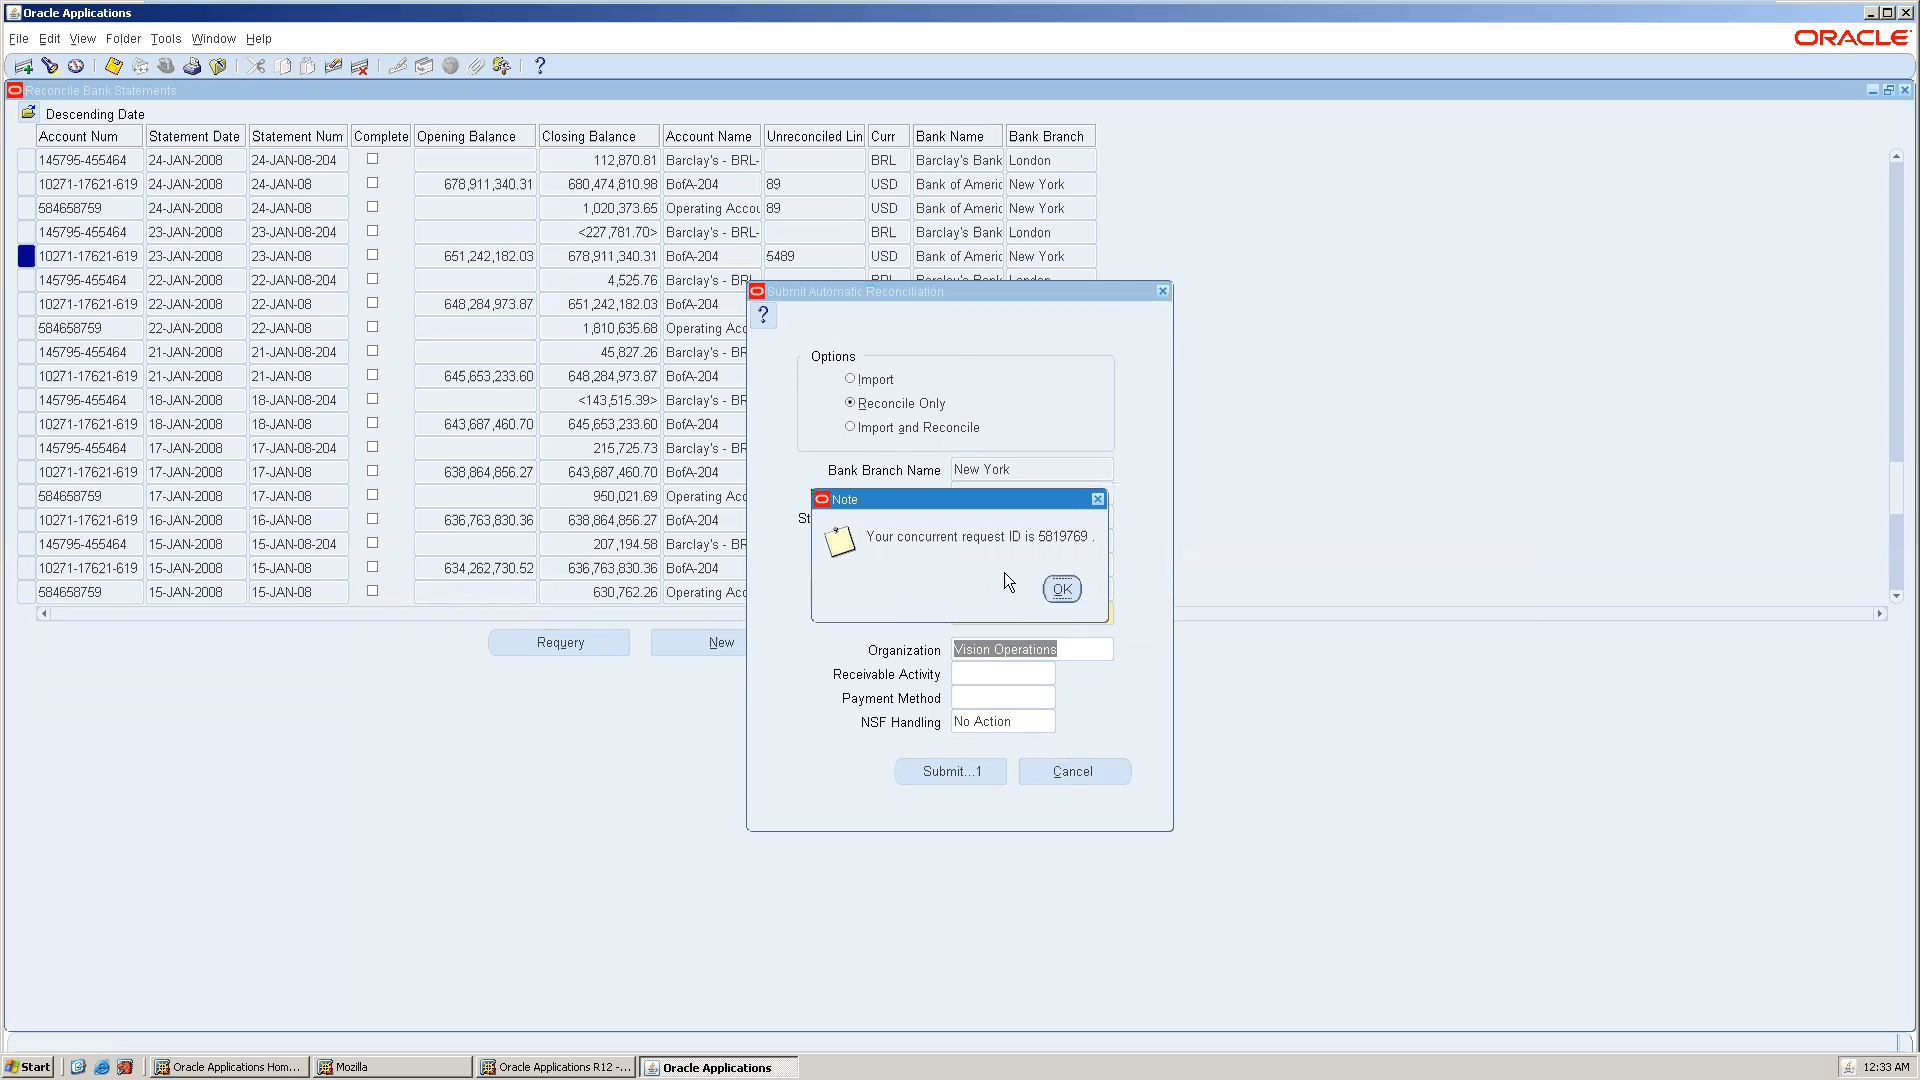 Oracle Applications
File Edit View Folder Tools Window Help
ORACLE
Reconcile Bank Statements
Descending Date
Account Num Statement Date Statement Num Complete Opening Balance Closing Balance Account Name Unreconciled Lin Curr Bank Name Bank Branch
145795-455464 24-JAN-2008 24-JAN-08-204 112,870.81 Barclay's - BRL- BRL Barclay's Bank London
10271-17621-619 24-JAN-2008 24-JAN-08 678,911,340.31 680,474,810.98 BofA-204 89 USD Bank of Americ New York
584658759 24-JAN-2008 24-JAN-08 1,020,373.65 Operating Accou 89 USD Bank of Americ New York
145795-455464 23-JAN-2008 23-JAN-08-204 <227,781.70> Barclay's - BRL- BRL Barclay's Bank London
10271-17621-619 23-JAN-2008 23-JAN-08 651,242,182.03 678,911,340.31 BofA-204 5489 USD Bank of Americ New York
145795-455464 22-JAN-2008 22-JAN-08-204 4,525.76 Barclay's - BRL- BRL Barclay's Bank London
10271-17621-619 22-JAN-2008 22-JAN-08 648,284,973.87 651,242,182.03 BofA-204
584658759 22-JAN-2008 22-JAN-08 1,810,635.68 Operating Acc
145795-455464 21-JAN-2008 21-JAN-08-204 45,827.26 Barclay's - BR
10271-17621-619 21-JAN-2008 21-JAN-08 645,653,233.60 648,284,973.87 BofA-204
145795-455464 18-JAN-2008 18-JAN-08-204 <143,515.39> Barclay's - BR
10271-17621-619 18-JAN-2008 18-JAN-08 643,687,460.70 645,653,233.60 BofA-204
145795-455464 17-JAN-2008 17-JAN-08-204 215,725.73 Barclay's - BR
10271-17621-619 17-JAN-2008 17-JAN-08 638,864,856.27 643,687,460.70 BofA-204
584658759 17-JAN-2008 17-JAN-08 950,021.69 Operating Acc
10271-17621-619 16-JAN-2008 16-JAN-08 636,763,830.36 638,864,856.27 BofA-204
145795-455464 15-JAN-2008 15-JAN-08-204 207,194.58 Barclay's - BR
10271-17621-619 15-JAN-2008 15-JAN-08 634,262,730.52 636,763,830.36 BofA-204
584658759 15-JAN-2008 15-JAN-08 630,762.26 Operating Acc
Requery New
Submit Automatic Reconciliation
?
Options
Import
Reconcile Only
Import and Reconcile
Bank Branch Name New York
St
Note
Your concurrent request ID is 5819769 .
OK
Organization Vision Operations
Receivable Activity
Payment Method
NSF Handling No Action
Submit...1 Cancel
Start Oracle Applications Hom... Mozilla Oracle Applications R12 -... Oracle Applications 12:33 AM